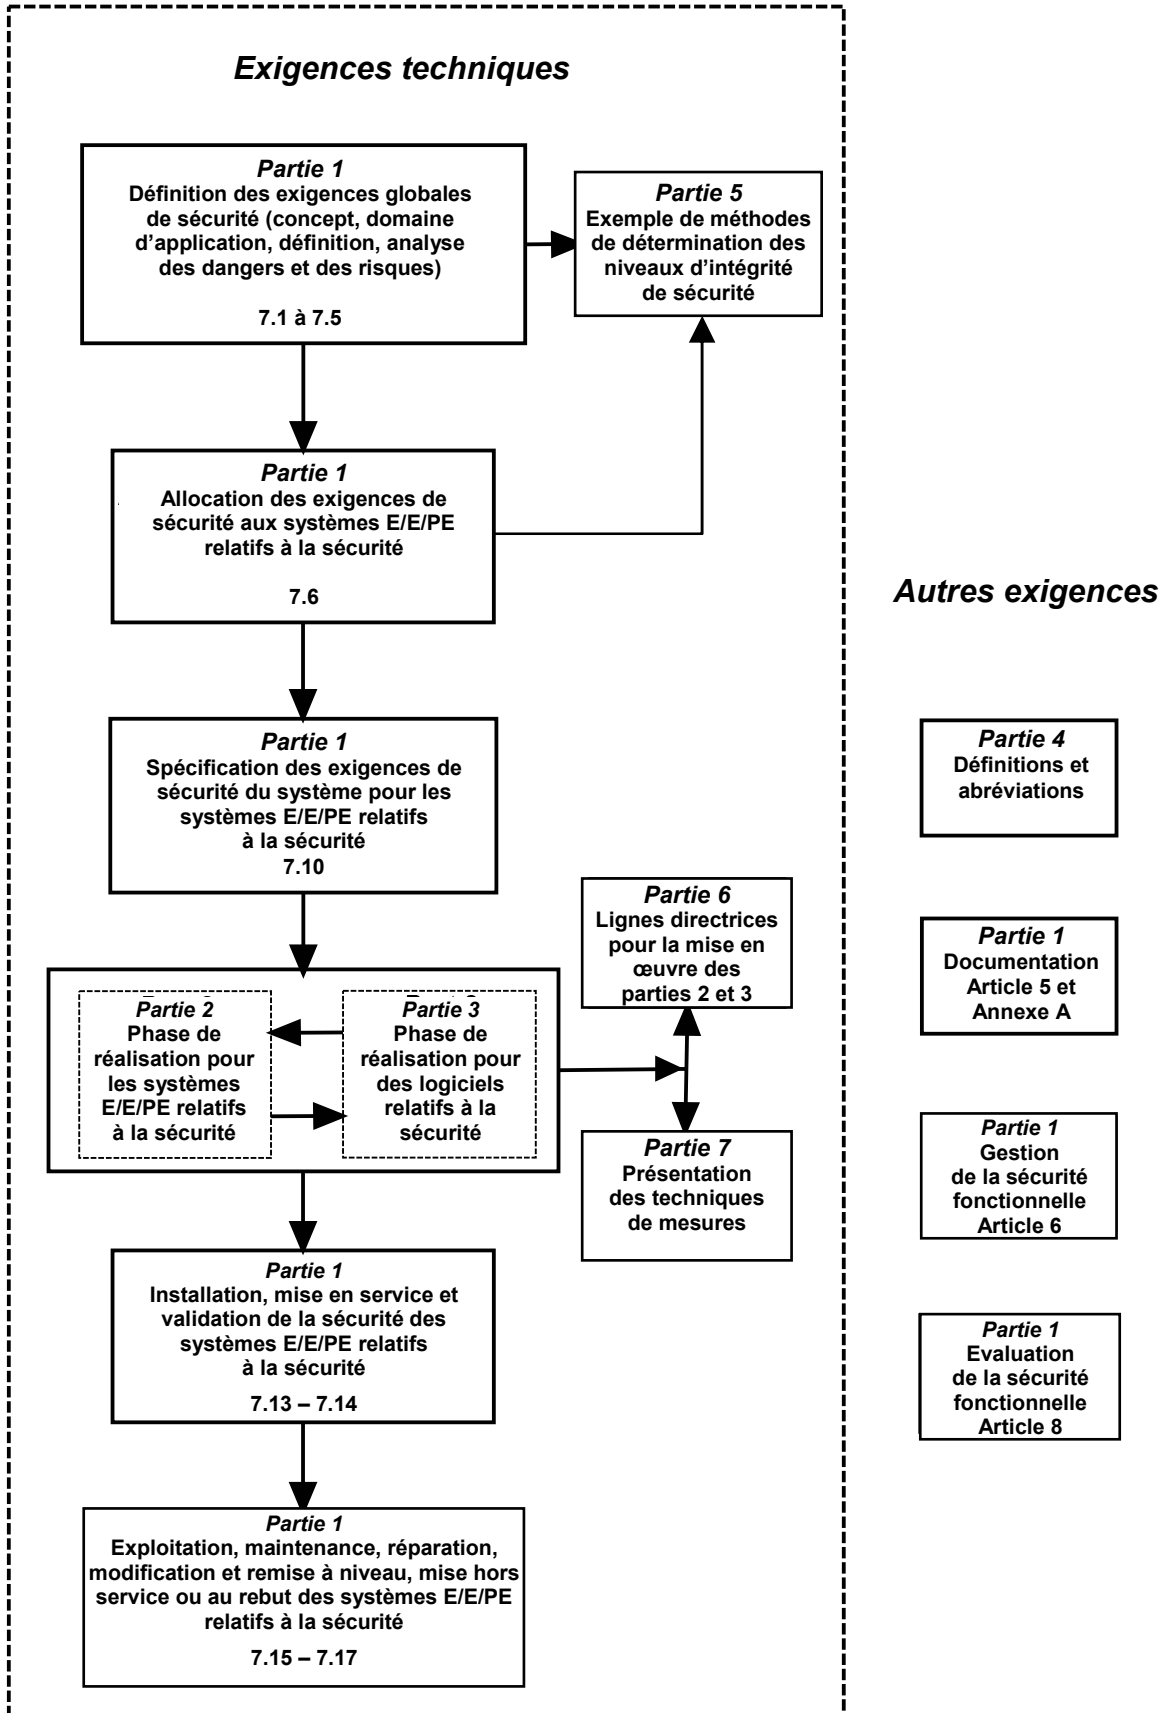 Exigences techniques
Partie 1
Définition des exigences globales
de sécurité (concept, domaine
d’application, définition, analyse
des dangers et des risques)
7.1 à 7.5
Partie 5
Exemple de méthodes
de détermination des
niveaux d’intégrité
de sécurité
Partie 1
Allocation des exigences de
sécurité aux systèmes E/E/PE
relatifs à la sécurité
7.6
Autres exigences
Partie 1
Spécification des exigences de
sécurité du système pour les
systèmes E/E/PE relatifs
à la sécurité
7.10
Partie 4
Définitions et
abréviations
Partie 6
Lignes directrices
pour la mise en
œuvre des
parties 2 et 3
Partie 1
Documentation
Article 5 et
Annexe A
Partie 2
Phase de
réalisation pour
les systèmes
E/E/PE relatifs
à la sécurité
Partie 3
Phase de
réalisation pour
des logiciels
relatifs à la
sécurité
Partie 7
Présentation
des techniques
de mesures
Partie 1
Gestion
de la sécurité
fonctionnelle
Article 6
Partie 1
Installation, mise en service et
validation de la sécurité des
systèmes E/E/PE relatifs
à la sécurité
7.13 – 7.14
Partie 1
Evaluation
de la sécurité
fonctionnelle
Article 8
Partie 1
Exploitation, maintenance, réparation,
modification et remise à niveau, mise hors
service ou au rebut des systèmes E/E/PE
relatifs à la sécurité
7.15 – 7.17